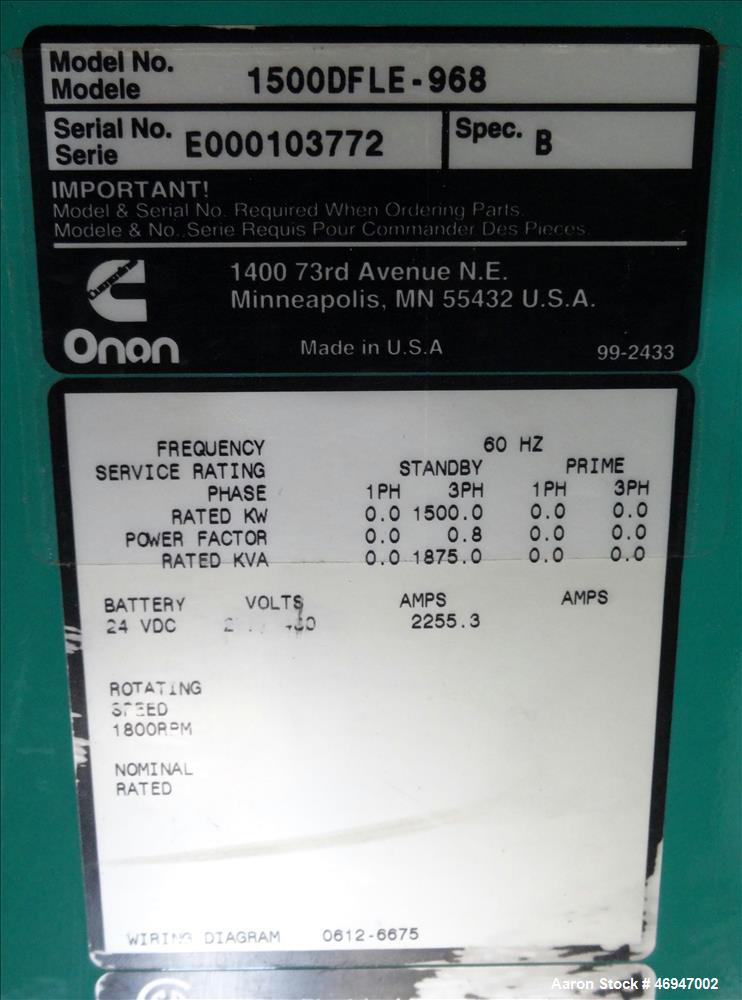 Model No.
Modele
1500DFLE-968
Serial No.
Serie
E000103772
Spec. B
IMPORTANT!
Model & Serial No. Required When Ordering Parts.
Modele & No. Serie Requis Pour Commander Des Pieces.
Cummins
Onan
1400 73rd Avenue N.E.
Minneapolis, MN 55432 U.S.A.
Made in U.S.A
99-2433
FREQUENCY 60 HZ
SERVICE RATING STANDBY PRIME
PHASE 1PH 3PH 1PH 3PH
RATED KW 0.0 1500.0 0.0 0.0
POWER FACTOR 0.0 0.8 0.0 0.0
RATED KVA 0.0 1875.0 0.0 0.0
BATTERY VOLTS AMPS AMPS
24 VDC 2255.3
ROTATING
SPEED
1800RPM
NOMINAL
RATED
WIRING DIAGRAM 0612-6675
Aaron Stock # 46947002